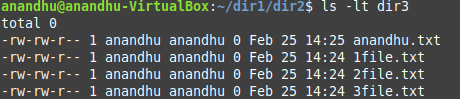 anandhu@anandhu-VirtualBox:~/dir1/dir2$ ls -lt dir3
total 0
-rw-rw-r-- 1 anandhu anandhu 0 Feb 25 14:25 anandhu.txt
-rw-rw-r-- 1 anandhu anandhu 0 Feb 25 14:24 1file.txt
-rw-rw-r-- 1 anandhu anandhu 0 Feb 25 14:24 2file.txt
-rw-rw-r-- 1 anandhu anandhu 0 Feb 25 14:24 3file.txt